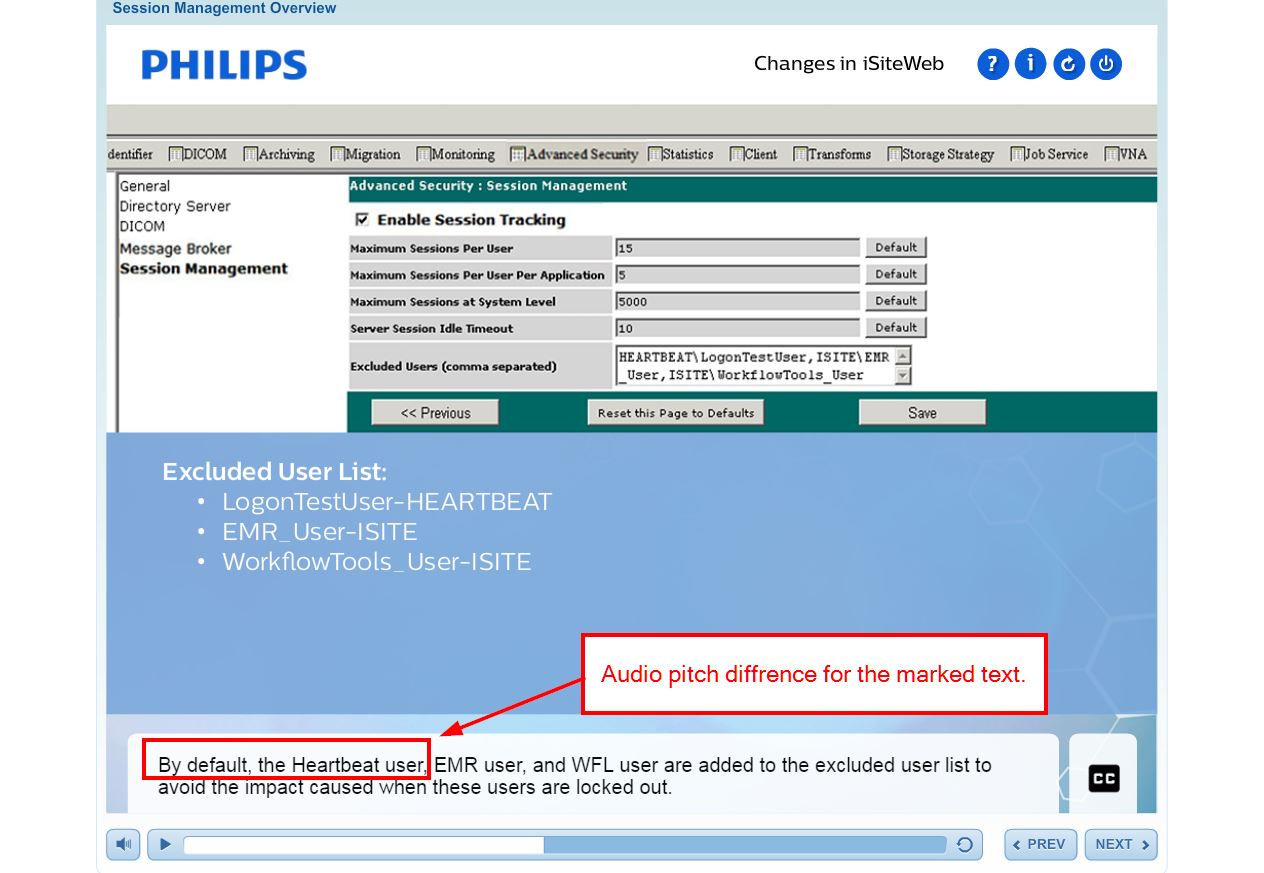 Session Management Overview
PHILIPS
Changes in iSiteWeb
? i
dentifier DICOM Archiving Migration Monitoring Advanced Security Statistics Client Transforms Storage Strategy Job Service VNA
General
Directory Server
DICOM
Message Broker
Session Management
Advanced Security : Session Management
Enable Session Tracking
Maximum Sessions Per User 15 Default
Maximum Sessions Per User Per Application 5 Default
Maximum Sessions at System Level 5000 Default
Server Session Idle Timeout 10 Default
Excluded Users (comma separated)
HEARTBEAT\LogonTestUser,ISITE\EMR
_User,ISITE\WorkflowTools_User
<< Previous Reset this Page to Defaults Save
Excluded User List:
• LogonTestUser-HEARTBEAT
• EMR_User-ISITE
• WorkflowTools_User-ISITE
Audio pitch diffrence for the marked text.
By default, the Heartbeat user, EMR user, and WFL user are added to the excluded user list to
avoid the impact caused when these users are locked out.
CC
PREV NEXT